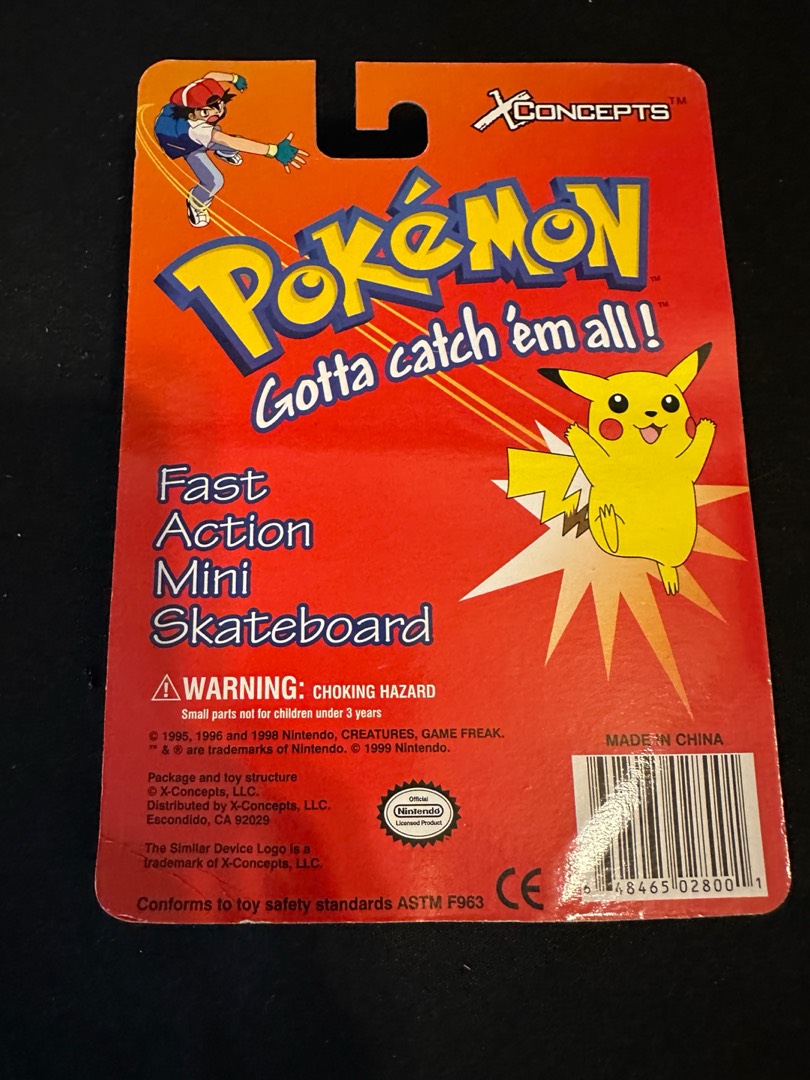 XCONCEPTS™
POKéMON™
Gotta catch 'em all!™
Fast
Action
Mini
Skateboard
WARNING: CHOKING HAZARD
Small parts not for children under 3 years
© 1995, 1996 and 1998 Nintendo, CREATURES, GAME FREAK.
™ & ® are trademarks of Nintendo. © 1999 Nintendo.
MADE IN CHINA
Package and toy structure
© X-Concepts, LLC.
Distributed by X-Concepts, LLC.
Escondido, CA 92029
Official
Nintendo
Licensed Product
The Similar Device Logo is a
trademark of X-Concepts, LLC.
Conforms to toy safety standards ASTM F963
CE
6 48465 02800 1